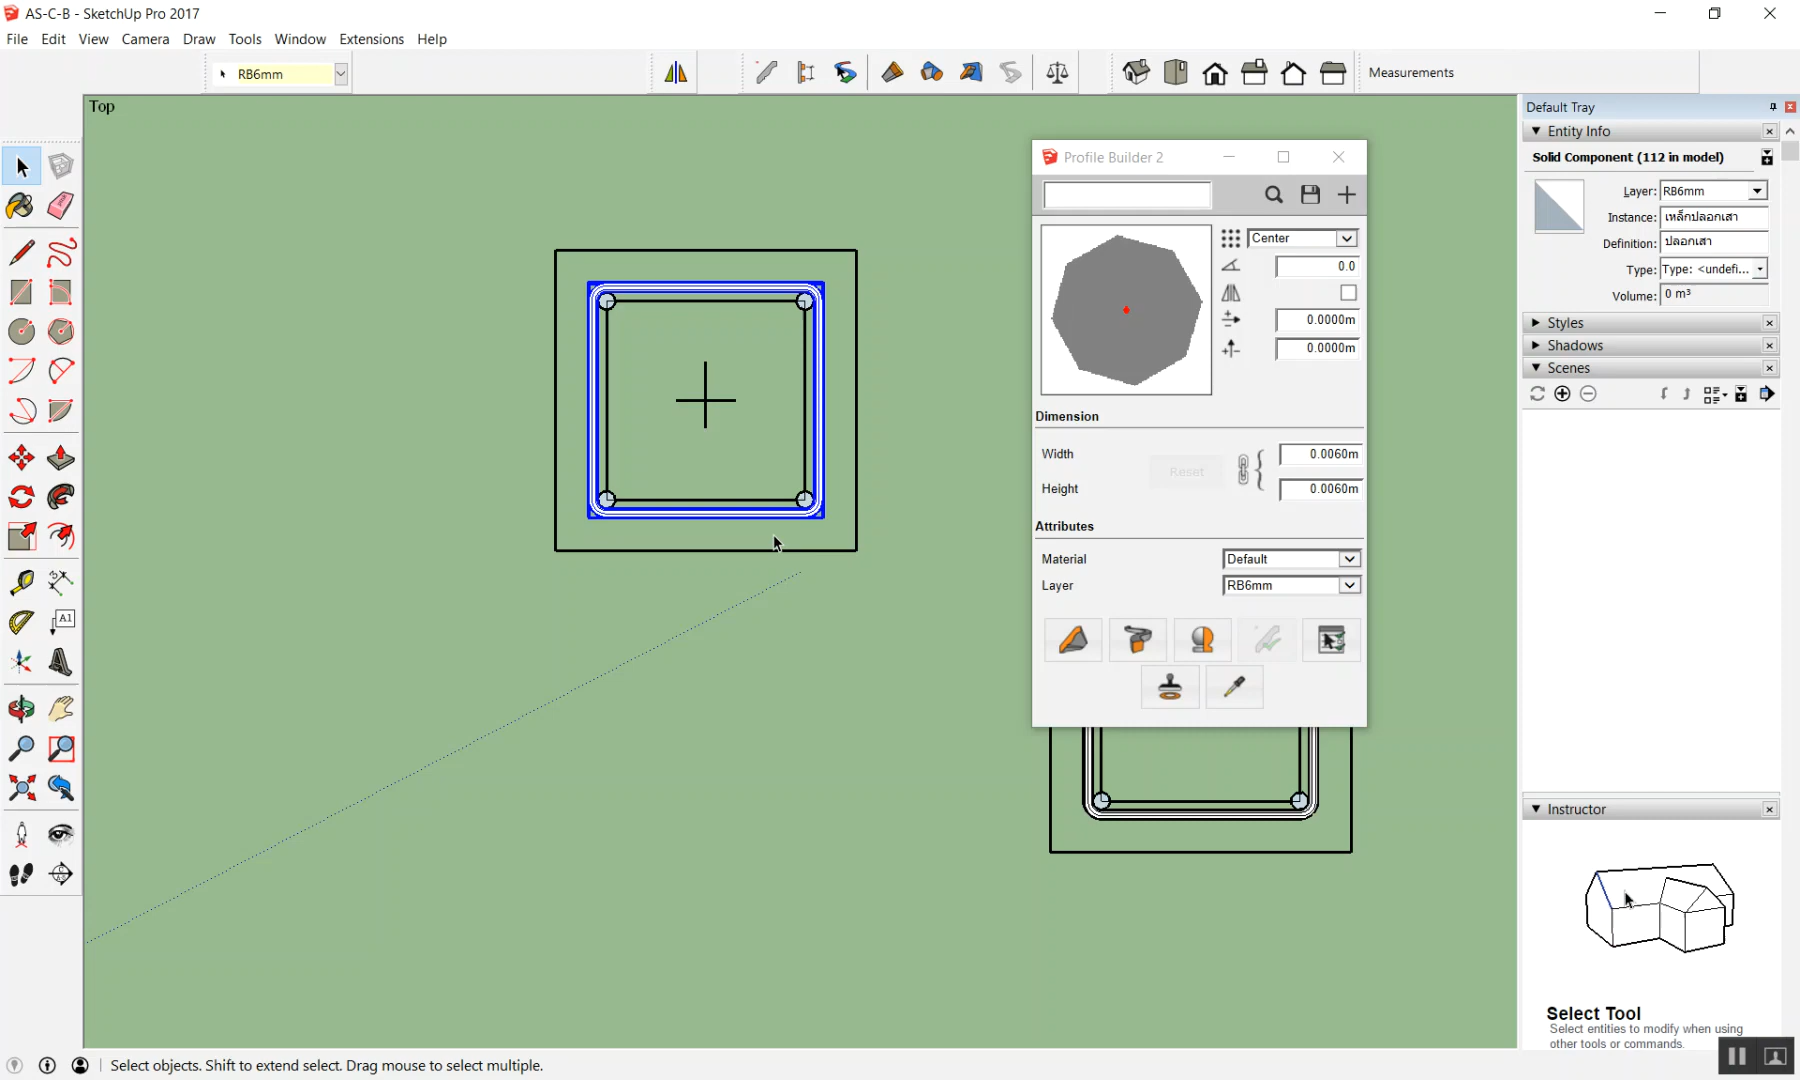 AS-C-B - SketchUp Pro 2017
File Edit View Camera Draw Tools Window Extensions Help
RB6mm
Measurements
Top
Default Tray
Entity Info
Solid Component (112 in model)
Layer: RB6mm
Instance: เหล็กปลอกเสา
Definition: ปลอกเสา
Type: Type: <undefi...
Volume: 0 m³
Styles
Shadows
Scenes
Profile Builder 2
Center
0.0
0.0000m
0.0000m
Dimension
Width 0.0060m
Reset
Height 0.0060m
Attributes
Material Default
Layer RB6mm
A1
Instructor
Select Tool
Select entities to modify when using
other tools or commands.
Select objects. Shift to extend select. Drag mouse to select multiple.